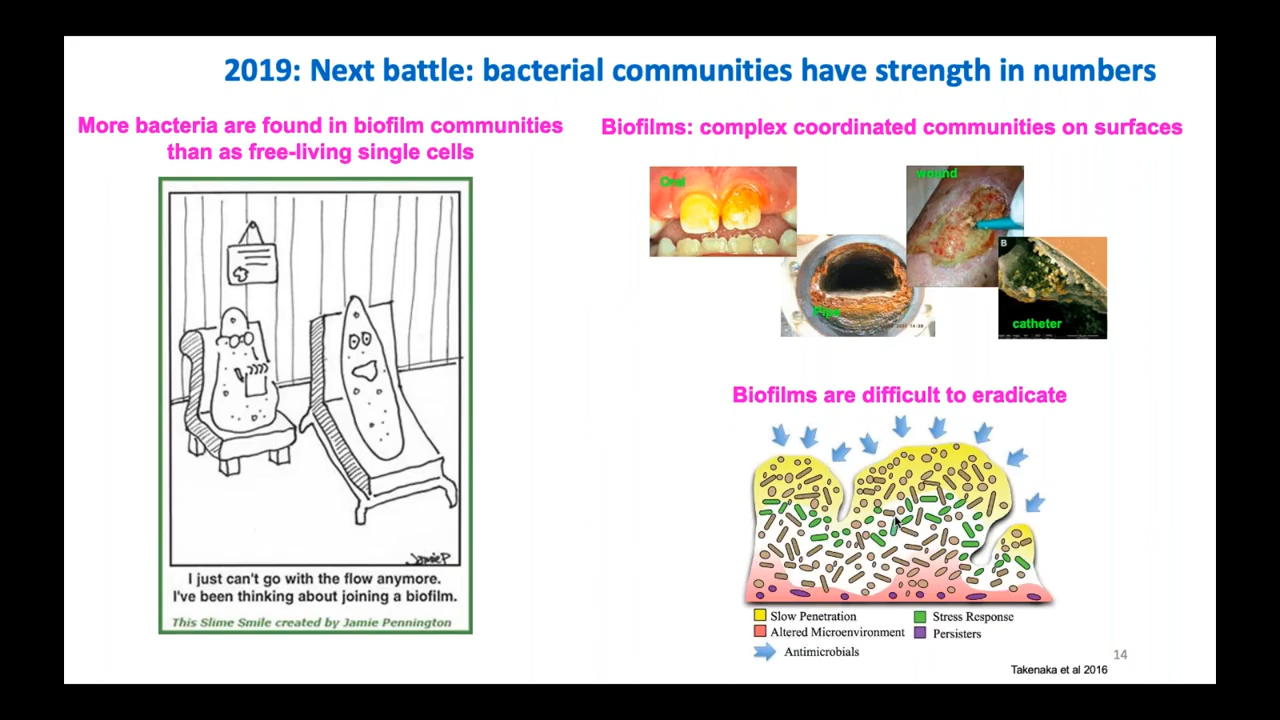 2019: Next battle: bacterial communities have strength in numbers
More bacteria are found in biofilm communities
than as free-living single cells
I just can't go with the flow anymore.
I've been thinking about joining a biofilm.
This Slime Smile created by Jamie Pennington
JamieP
Biofilms: complex coordinated communities on surfaces
Oral
wound
Pipe
B
catheter
Biofilms are difficult to eradicate
Slow Penetration
Stress Response
Altered Microenvironment
Persisters
Antimicrobials
14
Takenaka et al 2016